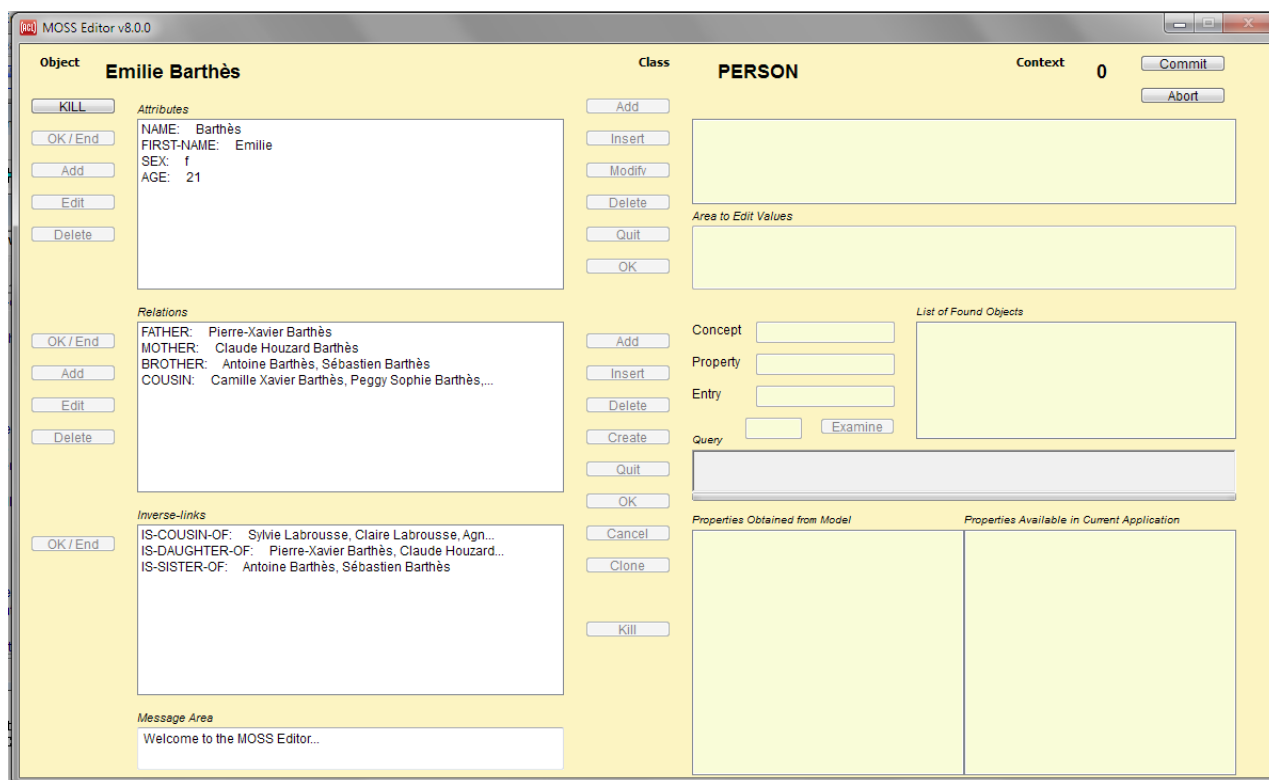 MOSS Editor v8.0.0
Object Emilie Barthès Class PERSON Context 0 Commit
Abort
KILL
OK / End
Add
Edit
Delete
Attributes
NAME: Barthès
FIRST-NAME: Emilie
SEX: f
AGE: 21
Add
Insert
Modify
Delete
Quit
OK
Area to Edit Values
OK / End
Add
Edit
Delete
Relations
FATHER: Pierre-Xavier Barthès
MOTHER: Claude Houzard Barthès
BROTHER: Antoine Barthès, Sébastien Barthès
COUSIN: Camille Xavier Barthès, Peggy Sophie Barthès,...
Add
Insert
Delete
Create
Quit
OK
Cancel
Clone
Kill
Concept
Property
Entry
Examine
List of Found Objects
Query
OK / End
Inverse-links
IS-COUSIN-OF: Sylvie Labrousse, Claire Labrousse, Agn...
IS-DAUGHTER-OF: Pierre-Xavier Barthès, Claude Houzard...
IS-SISTER-OF: Antoine Barthès, Sébastien Barthès
Properties Obtained from Model
Properties Available in Current Application
Message Area
Welcome to the MOSS Editor...